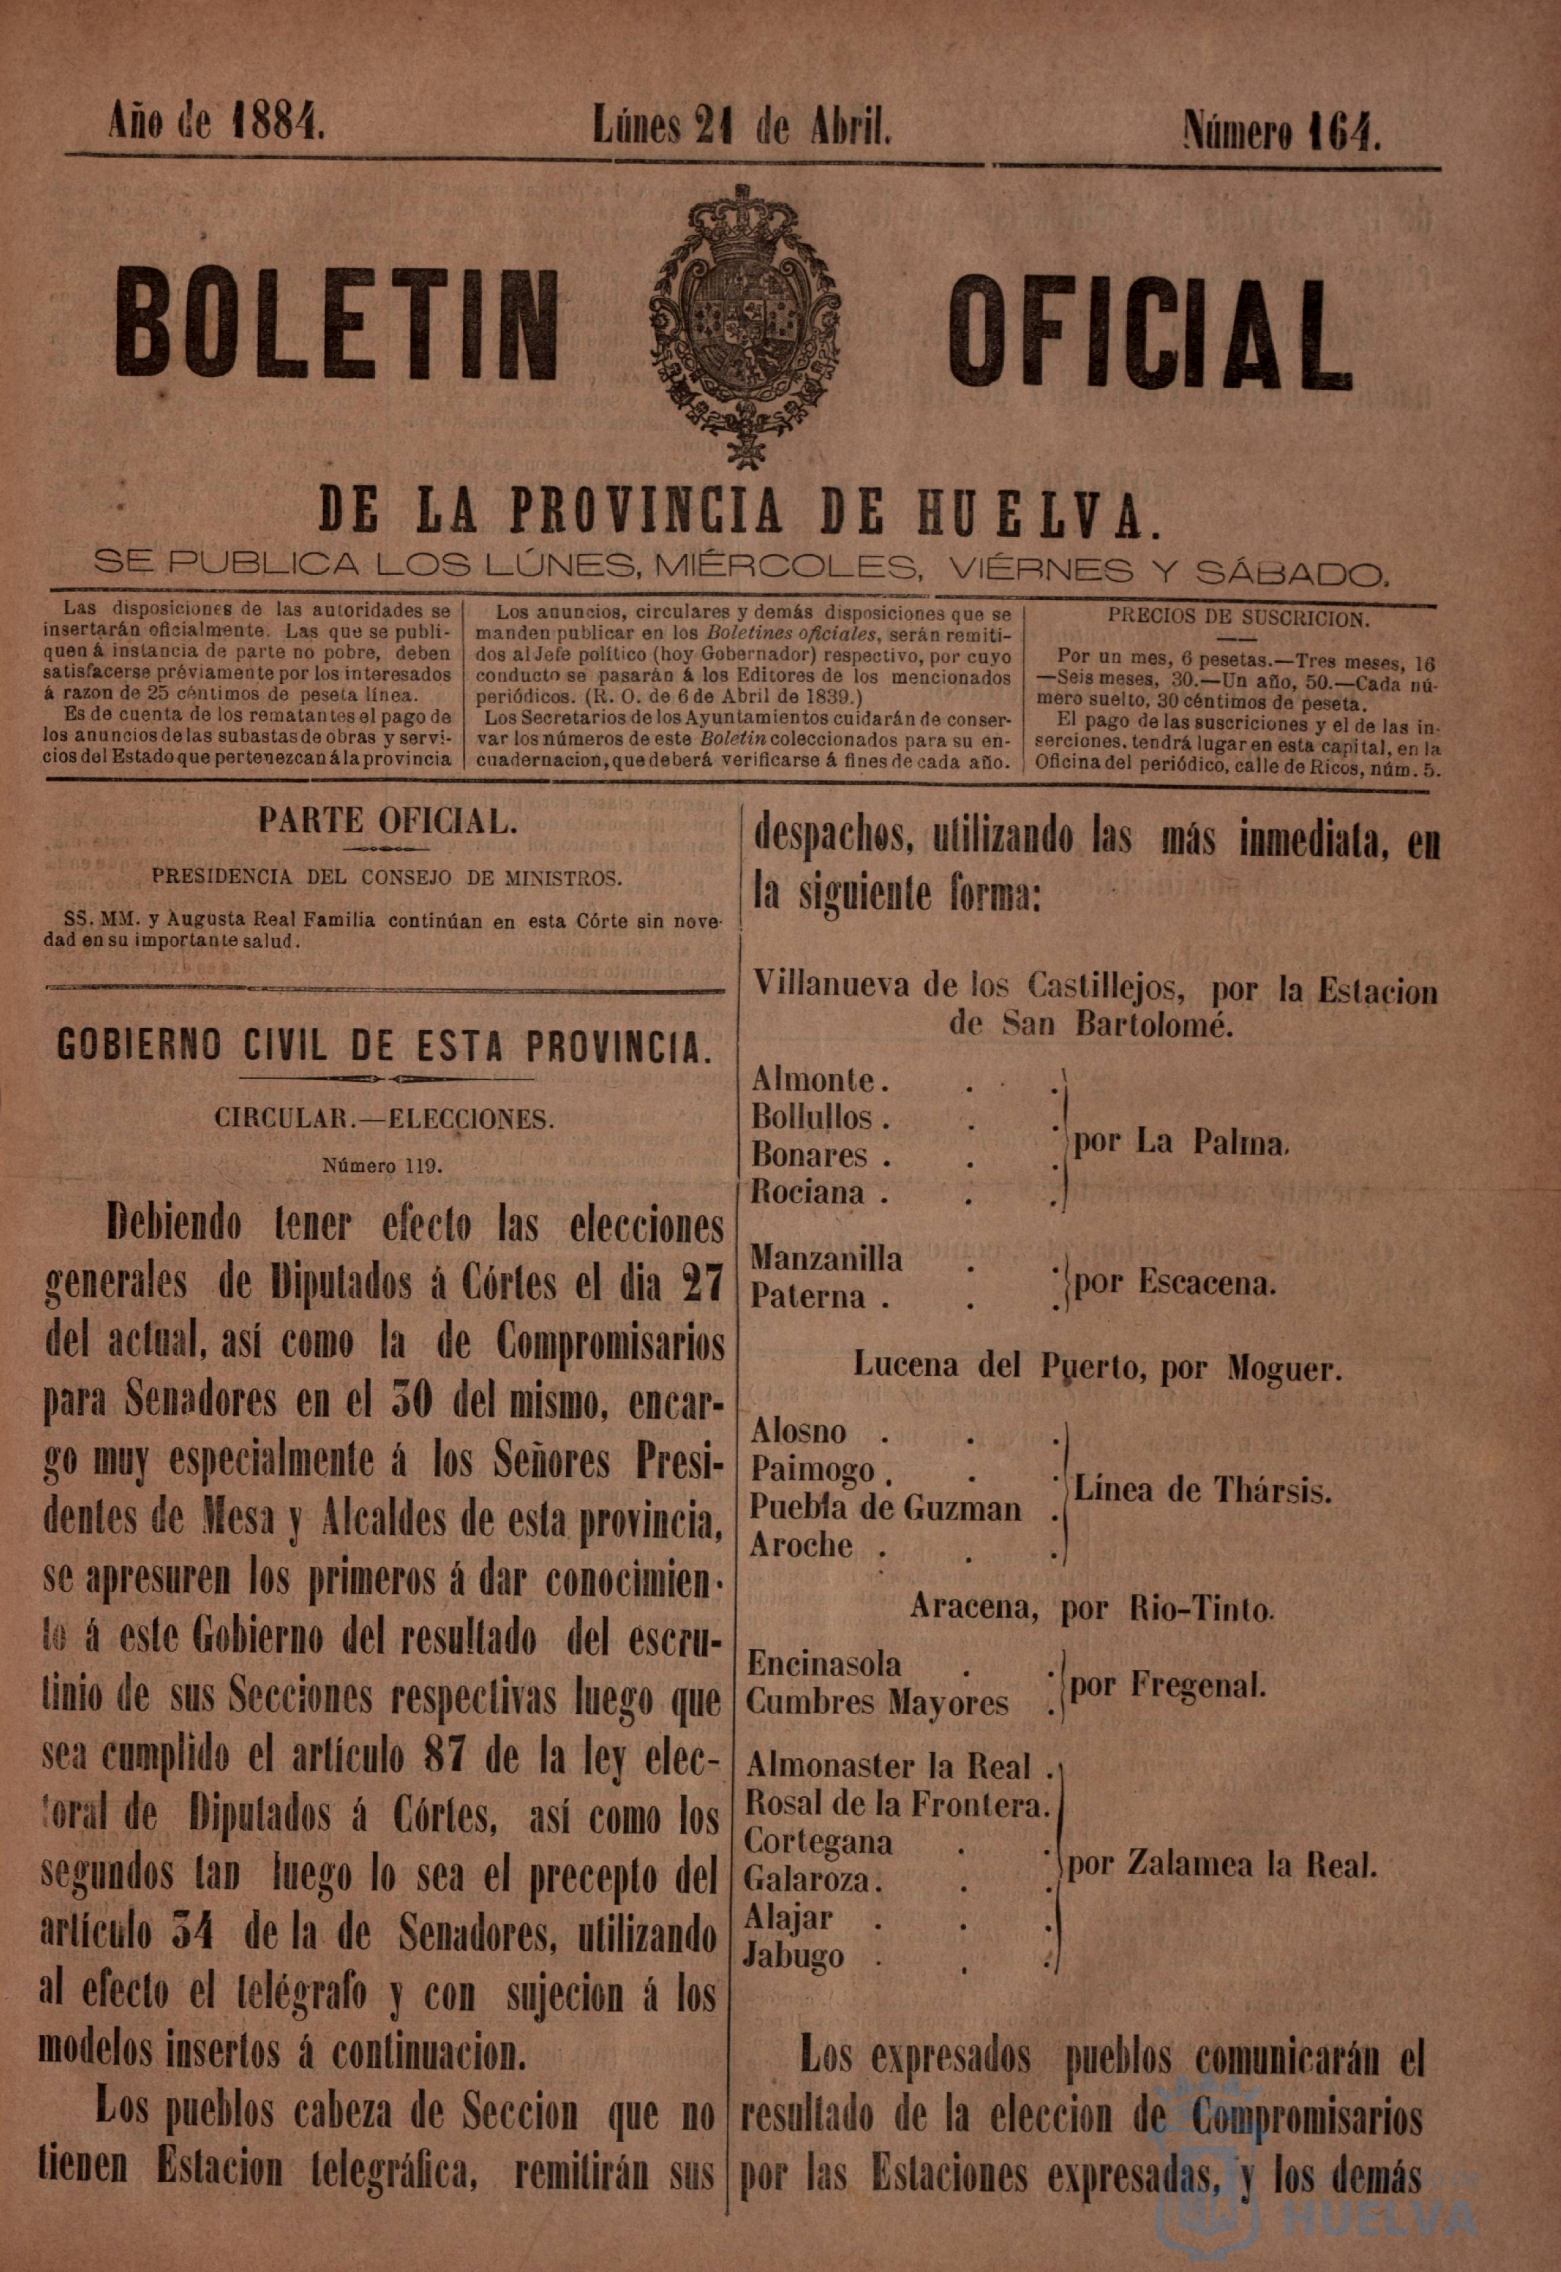 Año de 1884.
Lúnes 21 de Abril.
Número 164.
BOLETIN OFICIAL
DE LA PROVINCIA DE HUELVA.
SE PUBLICA LOS LÚNES, MIÉRCOLES, VIÉRNES Y SÁBADO.
Las disposiciones de las autoridades se
insertarán oficialmente. Las que se publi-
quen á instancia de parte no pobre, deben
satisfacerse préviamente por los interesados
á razon de 25 céntimos de peseta línea.
Es de cuenta de los rematantes el pago de
los anuncios de las subastas de obras y servi-
cios del Estado que pertenezcan á la provincia
Los anuncios, circulares y demás disposiciones que se
manden publicar en los Boletines oficiales, serán remiti-
dos al Jefe político (hoy Gobernador) respectivo, por cuyo
conducto se pasarán á los Editores de los mencionados
periódicos. (R. O. de 6 de Abril de 1839.)
Los Secretarios de los Ayuntamientos cuidarán de conser-
var los números de este Boletin coleccionados para su en-
cuadernacion, que deberá verificarse á fines de cada año.
PRECIOS DE SUSCRICION.
Por un mes, 6 pesetas.—Tres meses, 16
—Seis meses, 30.—Un año, 50.—Cada nú-
mero suelto, 30 céntimos de peseta.
El pago de las suscriciones y el de las in-
serciones. tendrá lugar en esta capital, en la
Oficina del periódico, calle de Ricos, núm. 5.
PARTE OFICIAL.
PRESIDENCIA DEL CONSEJO DE MINISTROS.
SS. MM. y Augusta Real Familia continúan en esta Córte sin nove-
dad en su importante salud.
GOBIERNO CIVIL DE ESTA PROVINCIA.
CIRCULAR.—ELECCIONES.
Número 119.
Debiendo tener efecto las elecciones
generales de Diputados á Córtes el dia 27
del actual, así como la de Compromisarios
para Senadores en el 30 del mismo, encar-
go muy especialmente á los Señores Presi-
dentes de Mesa y Alcaldes de esta provincia,
se apresuren los primeros á dar conocimien-
to á este Gobierno del resultado del escru-
tinio de sus Secciones respectivas luego que
sea cumplido el artículo 87 de la ley elec-
toral de Diputados á Córtes, así como los
segundos tan luego lo sea el precepto del
artículo 34 de la de Senadores, utilizando
al efecto el telégrafo y con sujecion á los
modelos insertos á continuacion.
Los pueblos cabeza de Seccion que no
tienen Estacion telegráfica, remitirán sus
despachos, utilizando las más inmediata, en
la siguiente forma:
Villanueva de los Castillejos, por la Estacion
de San Bartolomé.
Almonte. . .
Bollullos . . .
Bonares . . .
Rociana . . .
por La Palma.
Manzanilla . .
Paterna . . .
por Escacena.
Lucena del Puerto, por Moguer.
Alosno . . .
Paimogo . . .
Puebla de Guzman .
Aroche . . .
Línea de Thársis.
Aracena, por Rio-Tinto.
Encinasola . .
Cumbres Mayores .
por Fregenal.
Almonaster la Real .
Rosal de la Frontera.
Cortegana . .
Galaroza. . .
Alajar . . .
Jabugo . . .
por Zalamea la Real.
Los expresados pueblos comunicarán el
resultado de la eleccion de Compromisarios
por las Estaciones expresadas, y los demás
HUELVA